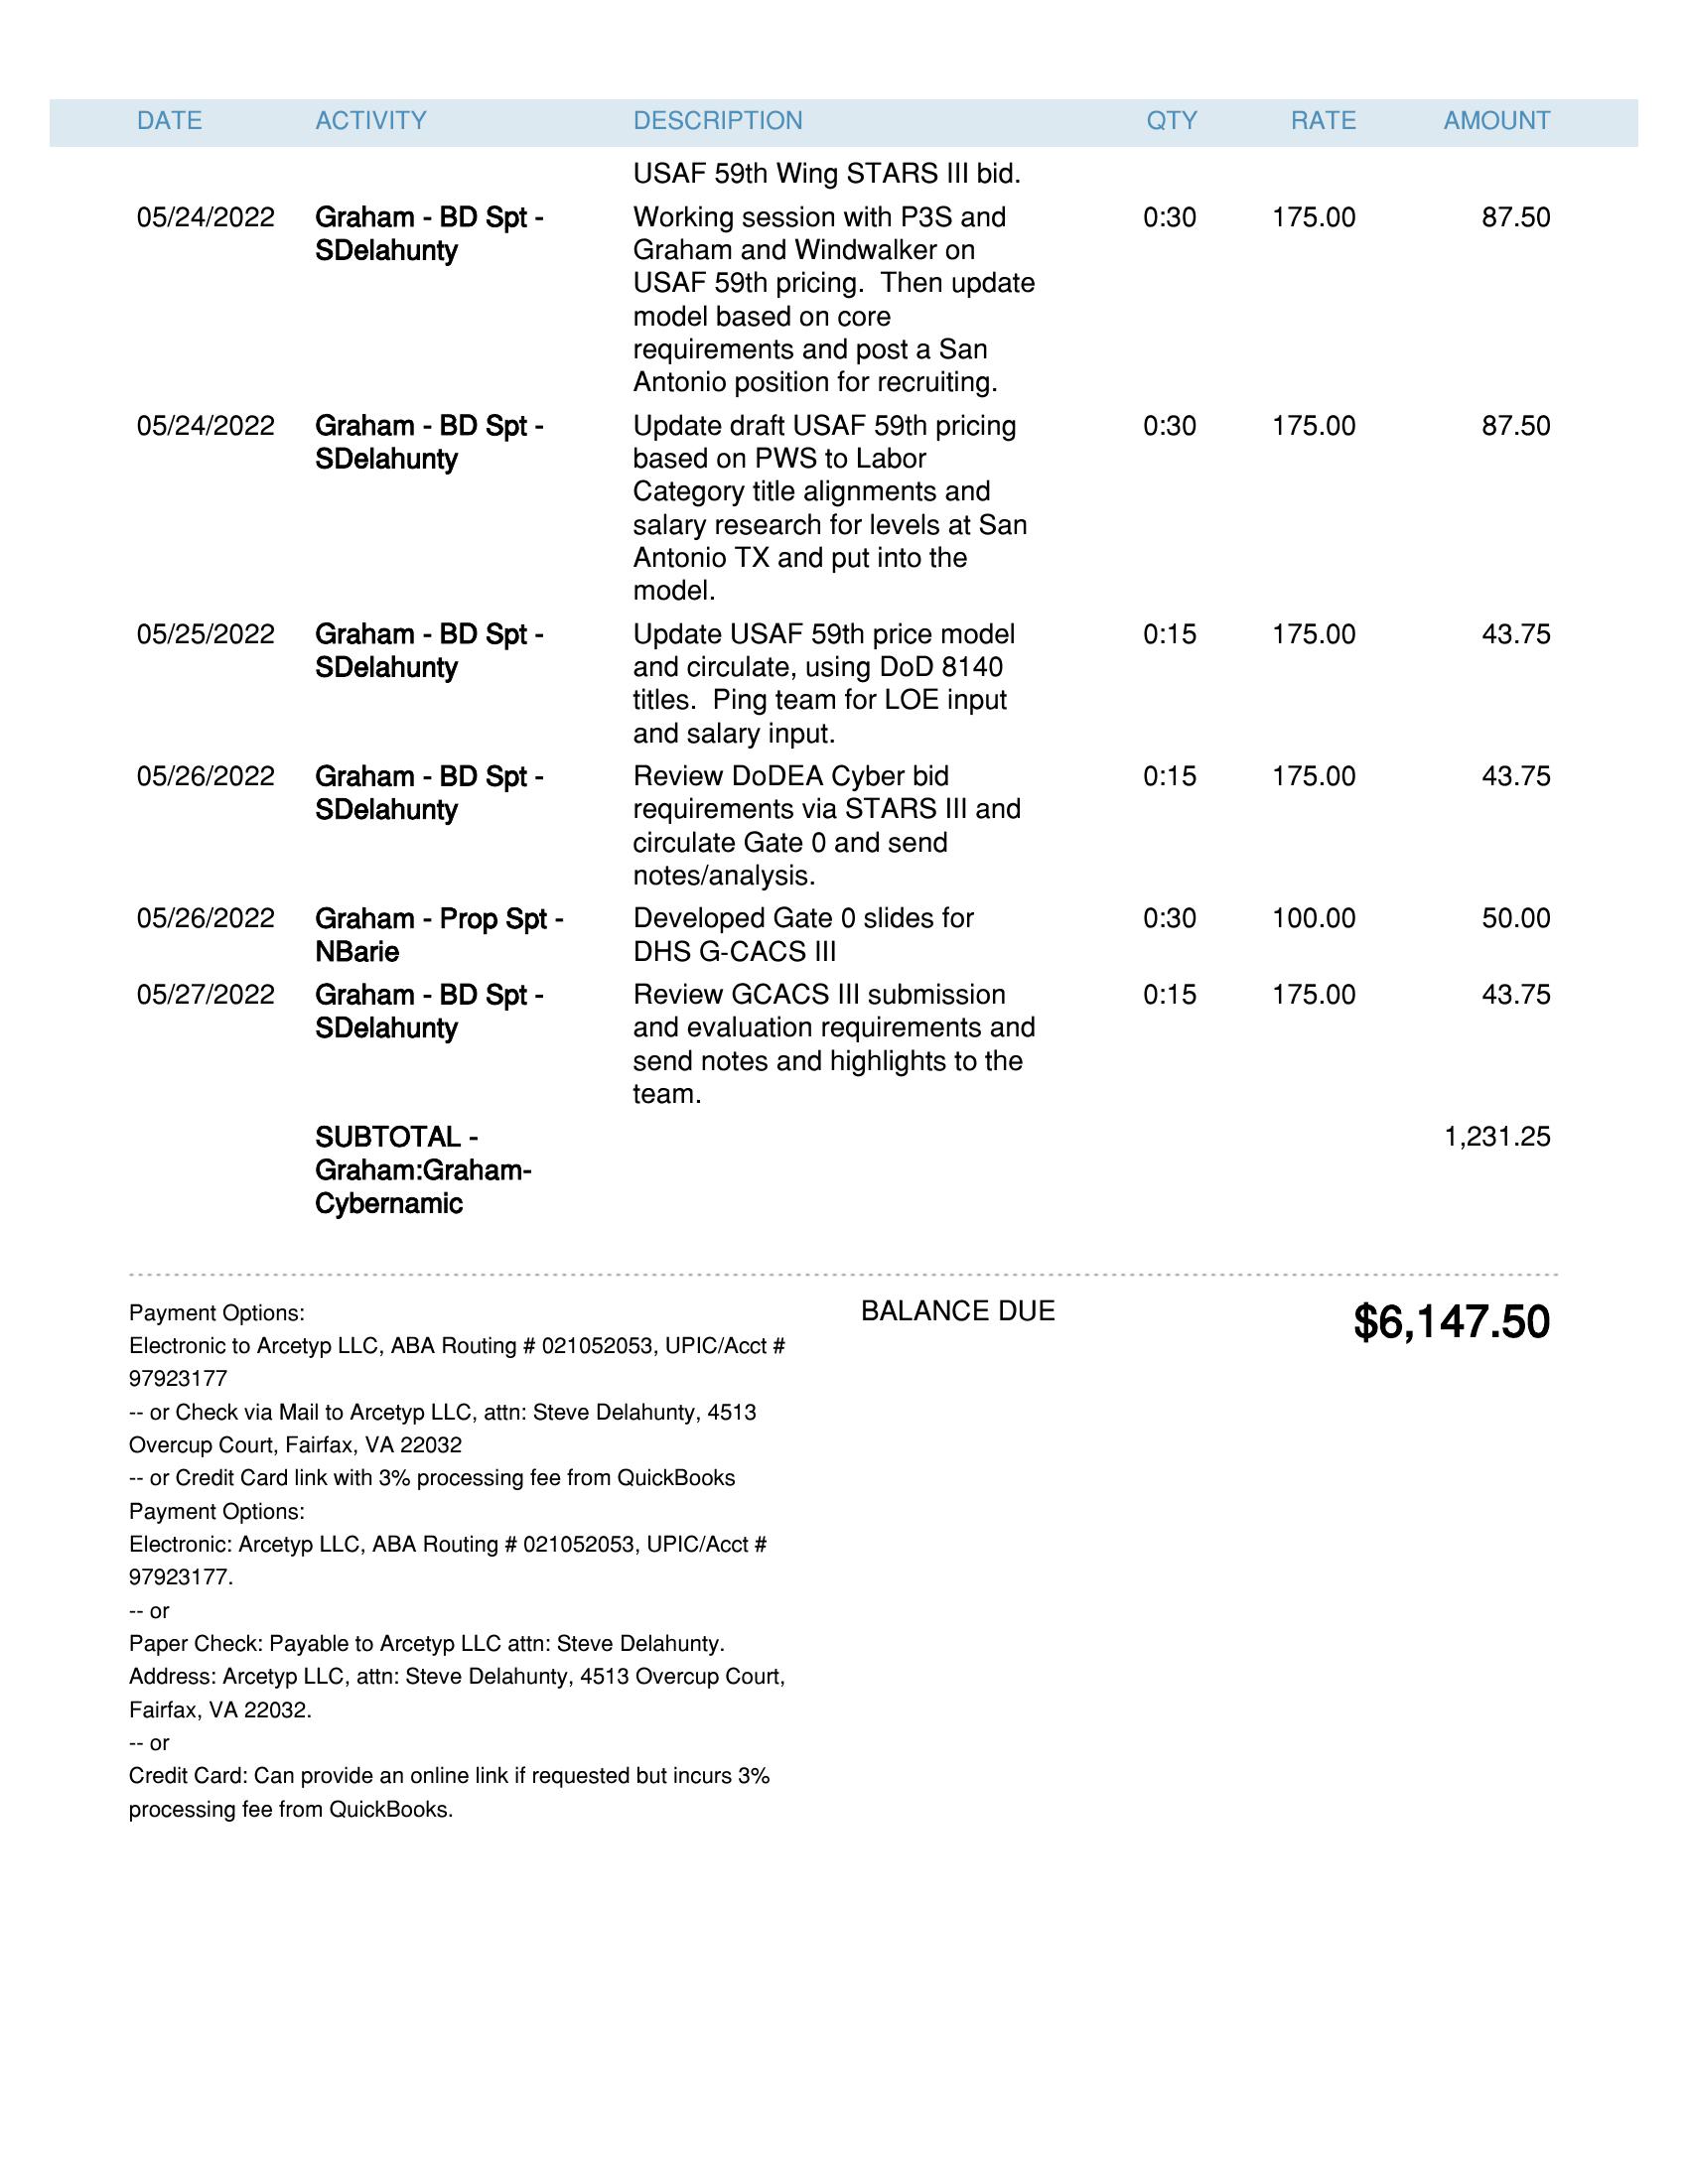 DATE ACTIVITY DESCRIPTION QTY RATE AMOUNT
USAF 59th Wing STARS III bid.
05/24/2022 Graham - BD Spt - Working session with P3S and 0:30 175.00 87.50
SDelahunty Graham and Windwalker on
USAF 59th pricing.  Then update
model based on core
requirements and post a San
Antonio position for recruiting.
05/24/2022 Graham - BD Spt - Update draft USAF 59th pricing 0:30 175.00 87.50
SDelahunty based on PWS to Labor
Category title alignments and
salary research for levels at San
Antonio TX and put into the
model.
05/25/2022 Graham - BD Spt - Update USAF 59th price model 0:15 175.00 43.75
SDelahunty and circulate, using DoD 8140
titles.  Ping team for LOE input
and salary input.
05/26/2022 Graham - BD Spt - Review DoDEA Cyber bid 0:15 175.00 43.75
SDelahunty requirements via STARS III and
circulate Gate 0 and send
notes/analysis.
05/26/2022 Graham - Prop Spt - Developed Gate 0 slides for 0:30 100.00 50.00
NBarie DHS G-CACS III
05/27/2022 Graham - BD Spt - Review GCACS III submission 0:15 175.00 43.75
SDelahunty and evaluation requirements and
send notes and highlights to the
team.
SUBTOTAL - 1,231.25
Graham:Graham-
Cybernamic
Payment Options: BALANCE DUE $6,147.50
Electronic to Arcetyp LLC, ABA Routing # 021052053, UPIC/Acct #
97923177
-- or Check via Mail to Arcetyp LLC, attn: Steve Delahunty, 4513
Overcup Court, Fairfax, VA 22032
-- or Credit Card link with 3% processing fee from QuickBooks
Payment Options:
Electronic: Arcetyp LLC, ABA Routing # 021052053, UPIC/Acct #
97923177.
-- or
Paper Check: Payable to Arcetyp LLC attn: Steve Delahunty.
Address: Arcetyp LLC, attn: Steve Delahunty, 4513 Overcup Court,
Fairfax, VA 22032.
-- or
Credit Card: Can provide an online link if requested but incurs 3%
processing fee from QuickBooks.